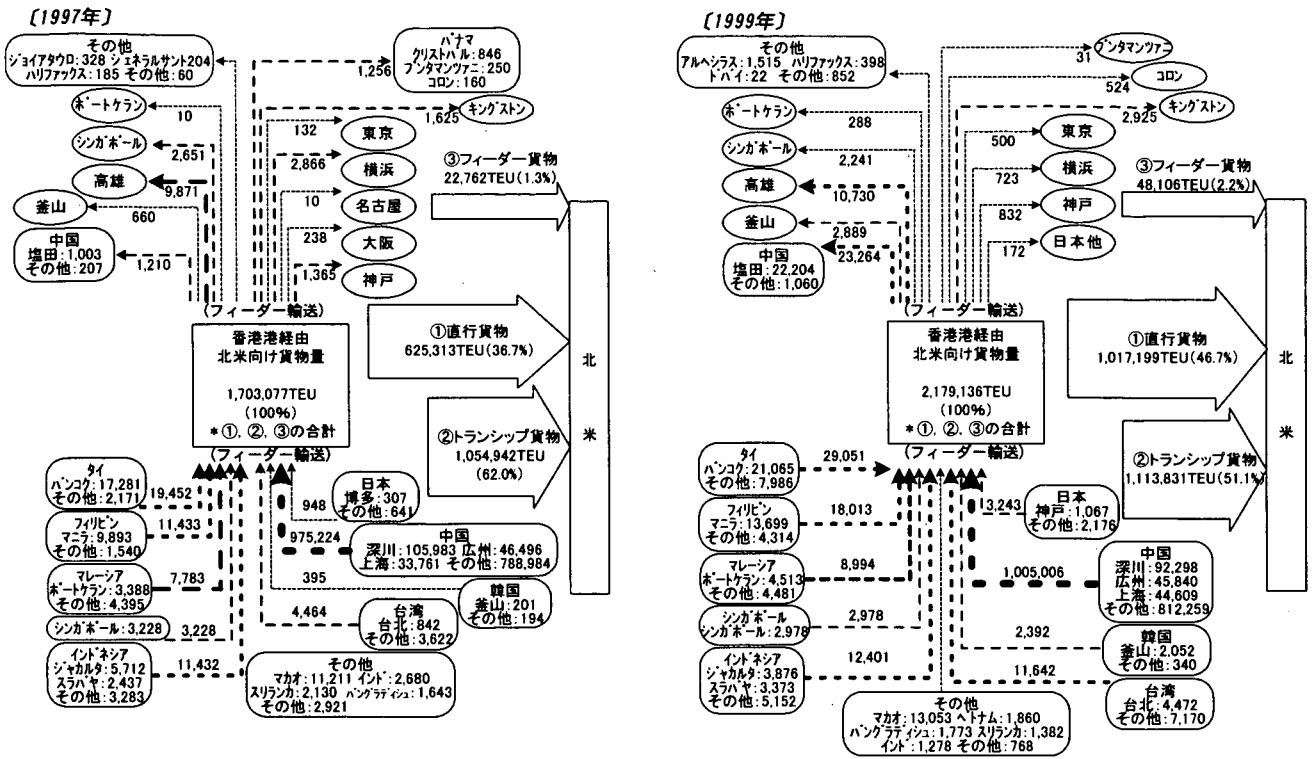 〔1997年〕
その他
ジョイアタウロ:328 ジェネラルサント204
ハリファックス:185 その他:60
パナマ
クリストバル:846
プンタマンツァニ:250
コロン:160
1,256
ポートケラン
10
キングストン
1,625
シンガポール
2,651
132
東京
高雄
9,871
2,866
横浜
釜山
660
10
名古屋
238
大阪
中国
塩田:1,003
その他:207
1,210
1,365
神戸
③フィーダー貨物
22,762TEU(1.3%)
(フィーダー輸送)
香港港経由
北米向け貨物量
1,703,077TEU
(100%)
*①,②,③の合計
(フィーダー輸送)
①直行貨物
625,313TEU(36.7%)
②トランシップ貨物
1,054,942TEU
(62.0%)
北
米
タイ
バンコク:17,281
その他:2,171
19,452
フィリピン
マニラ:9,893
その他:1,540
11,433
マレーシア
ポートケラン:3,388
その他:4,395
7,783
シンガポール:3,228
3,228
インドネシア
ジャカルタ:5,712
スラバヤ:2,437
その他:3,283
11,432
948
日本
博多:307
その他:641
975,224
中国
深川:105,983 広州:46,496
上海:33,761 その他:788,984
395
韓国
釜山:201
その他:194
4,464
台湾
台北:842
その他:3,622
その他
マカオ:11,211 インド:2,680
スリランカ:2,130 バングラディシュ:1,643
その他:2,921
〔1999年〕
その他
アルヘシラス:1,515 ハリファックス:398
ドバイ:22 その他:852
プンタマンツァニ
31
コロン
524
キングストン
2,925
ポートケラン
288
シンガポール
2,241
500
東京
高雄
10,730
723
横浜
釜山
2,889
832
神戸
中国
塩田:22,204
その他:1,060
23,264
172
日本他
③フィーダー貨物
48,106TEU(2.2%)
(フィーダー輸送)
香港港経由
北米向け貨物量
2,179,136TEU
(100%)
*①,②,③の合計
(フィーダー輸送)
①直行貨物
1,017,199TEU(46.7%)
②トランシップ貨物
1,113,831TEU(51.1%)
北
米
タイ
バンコク:21,065
その他:7,986
29,051
フィリピン
マニラ:13,699
その他:4,314
18,013
マレーシア
ポートケラン:4,513
その他:4,481
8,994
シンガポール
シンガポール:2,978
2,978
インドネシア
ジャカルタ:3,876
スラバヤ:3,373
その他:5,152
12,401
3,243
日本
神戸:1,067
その他:2,176
1,005,006
中国
深川:92,298
広州:45,840
上海:44,609
その他:812,259
2,392
韓国
釜山:2,052
その他:340
11,642
台湾
台北:4,472
その他:7,170
その他
マカオ:13,053 ベトナム:1,860
バングラディシュ:1,773 スリランカ:1,382
インド:1,278 その他:768